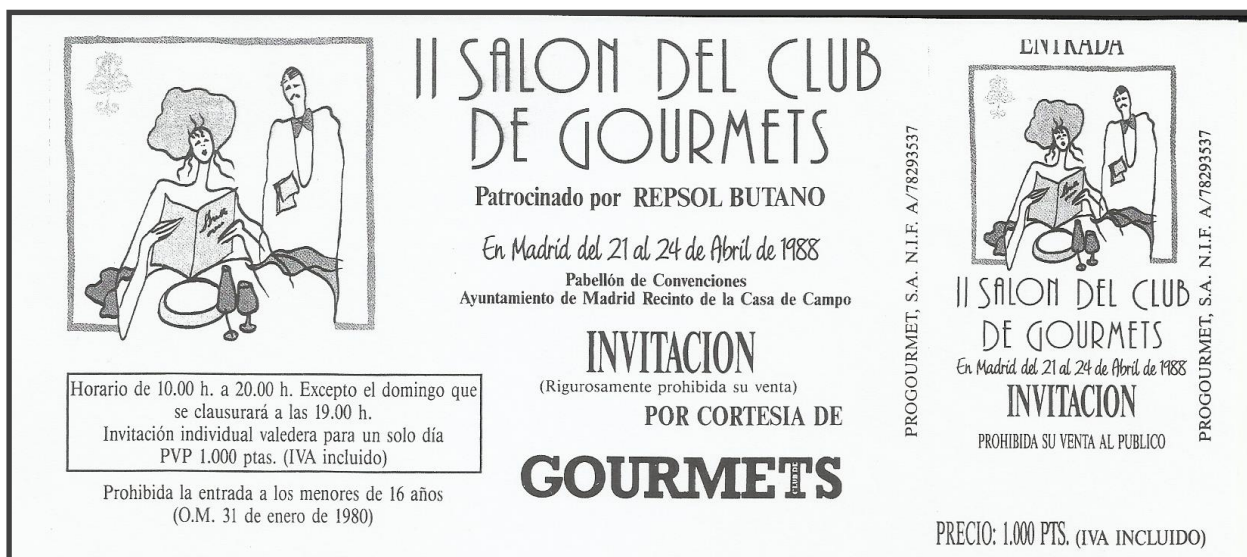 II SALON DEL CLUB
DE GOURMETS
Patrocinado por REPSOL BUTANO
En Madrid del 21 al 24 de Abril de 1988
Pabellón de Convenciones
Ayuntamiento de Madrid Recinto de la Casa de Campo
INVITACION
(Rigurosamente prohibida su venta)
POR CORTESIA DE
GOURMETS
CLUB DE
Horario de 10.00 h. a 20.00 h. Excepto el domingo que
se clausurará a las 19.00 h.
Invitación individual valedera para un solo día
PVP 1.000 ptas. (IVA incluido)
Prohibida la entrada a los menores de 16 años
(O.M. 31 de enero de 1980)
PROGOURMET, S.A. N.I.F. A/78293537
ENTRADA
II SALON DEL CLUB
DE GOURMETS
En Madrid del 21 al 24 de Abril de 1988
INVITACION
PROHIBIDA SU VENTA AL PUBLICO
PROGOURMET, S.A. N.I.F. A/78293537
PRECIO: 1.000 PTS. (IVA INCLUIDO)